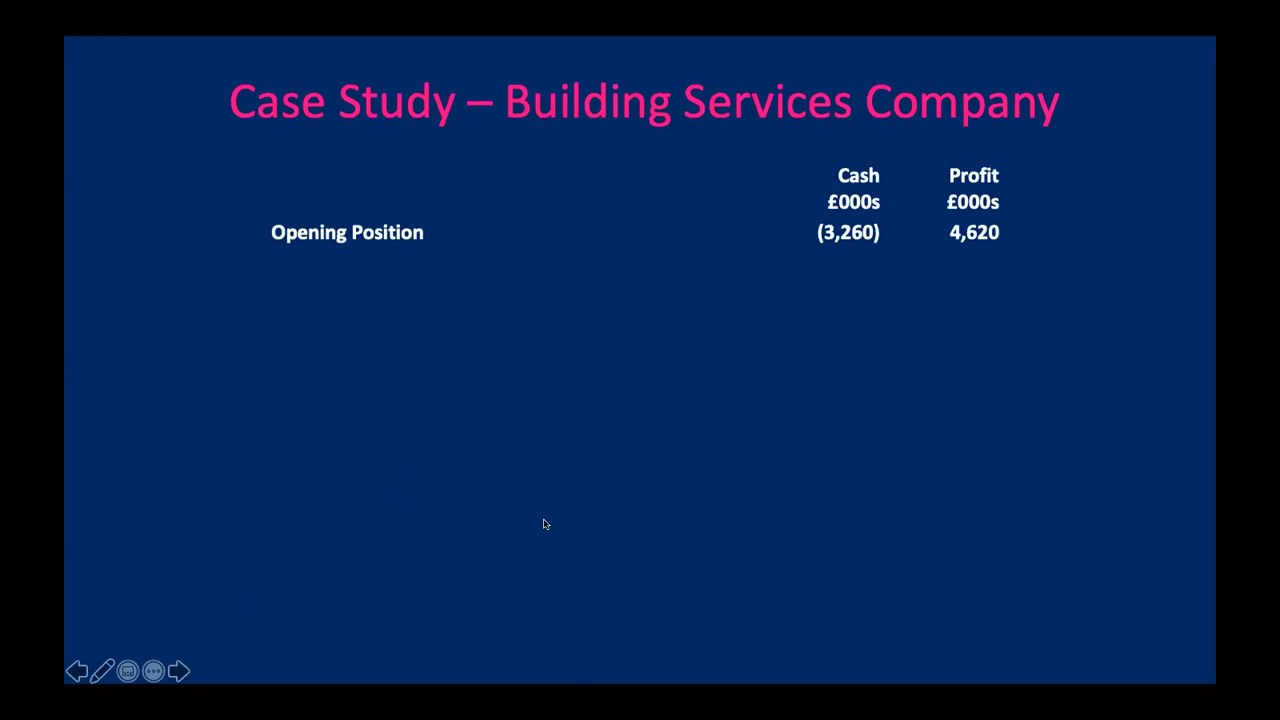 Case Study – Building Services Company
Cash Profit
£000s £000s
Opening Position (3,260) 4,620